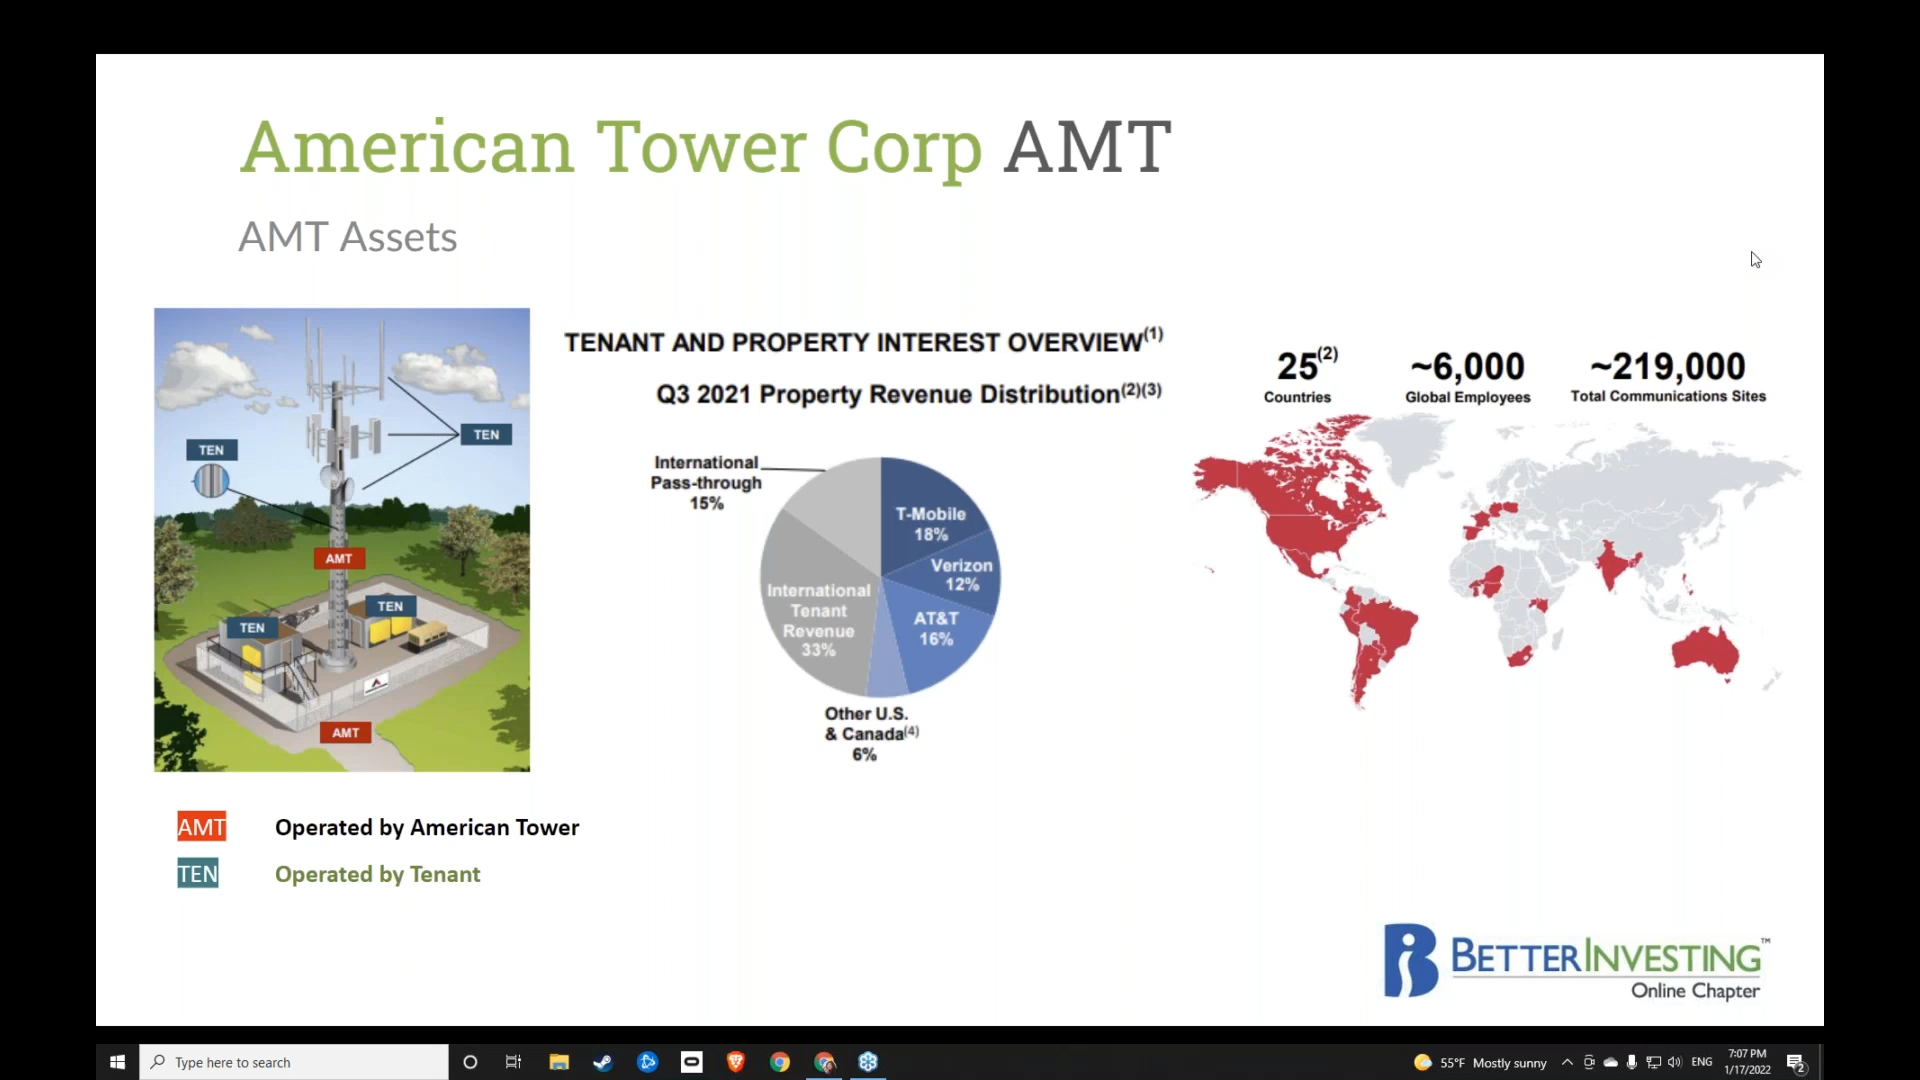 American Tower Corp AMT
AMT Assets
TEN
TEN
AMT
TEN
TEN
AMT
AMT Operated by American Tower
TEN Operated by Tenant
TENANT AND PROPERTY INTEREST OVERVIEW(1)
Q3 2021 Property Revenue Distribution(2)(3)
International
Pass-through
15%
T-Mobile
18%
Verizon
12%
AT&T
16%
International
Tenant
Revenue
33%
Other U.S.
& Canada(4)
6%
25(2)
Countries
~6,000
Global Employees
~219,000
Total Communications Sites
BETTERINVESTING™
Online Chapter
Type here to search
55°F Mostly sunny
ENG
7:07 PM
1/17/2022
2